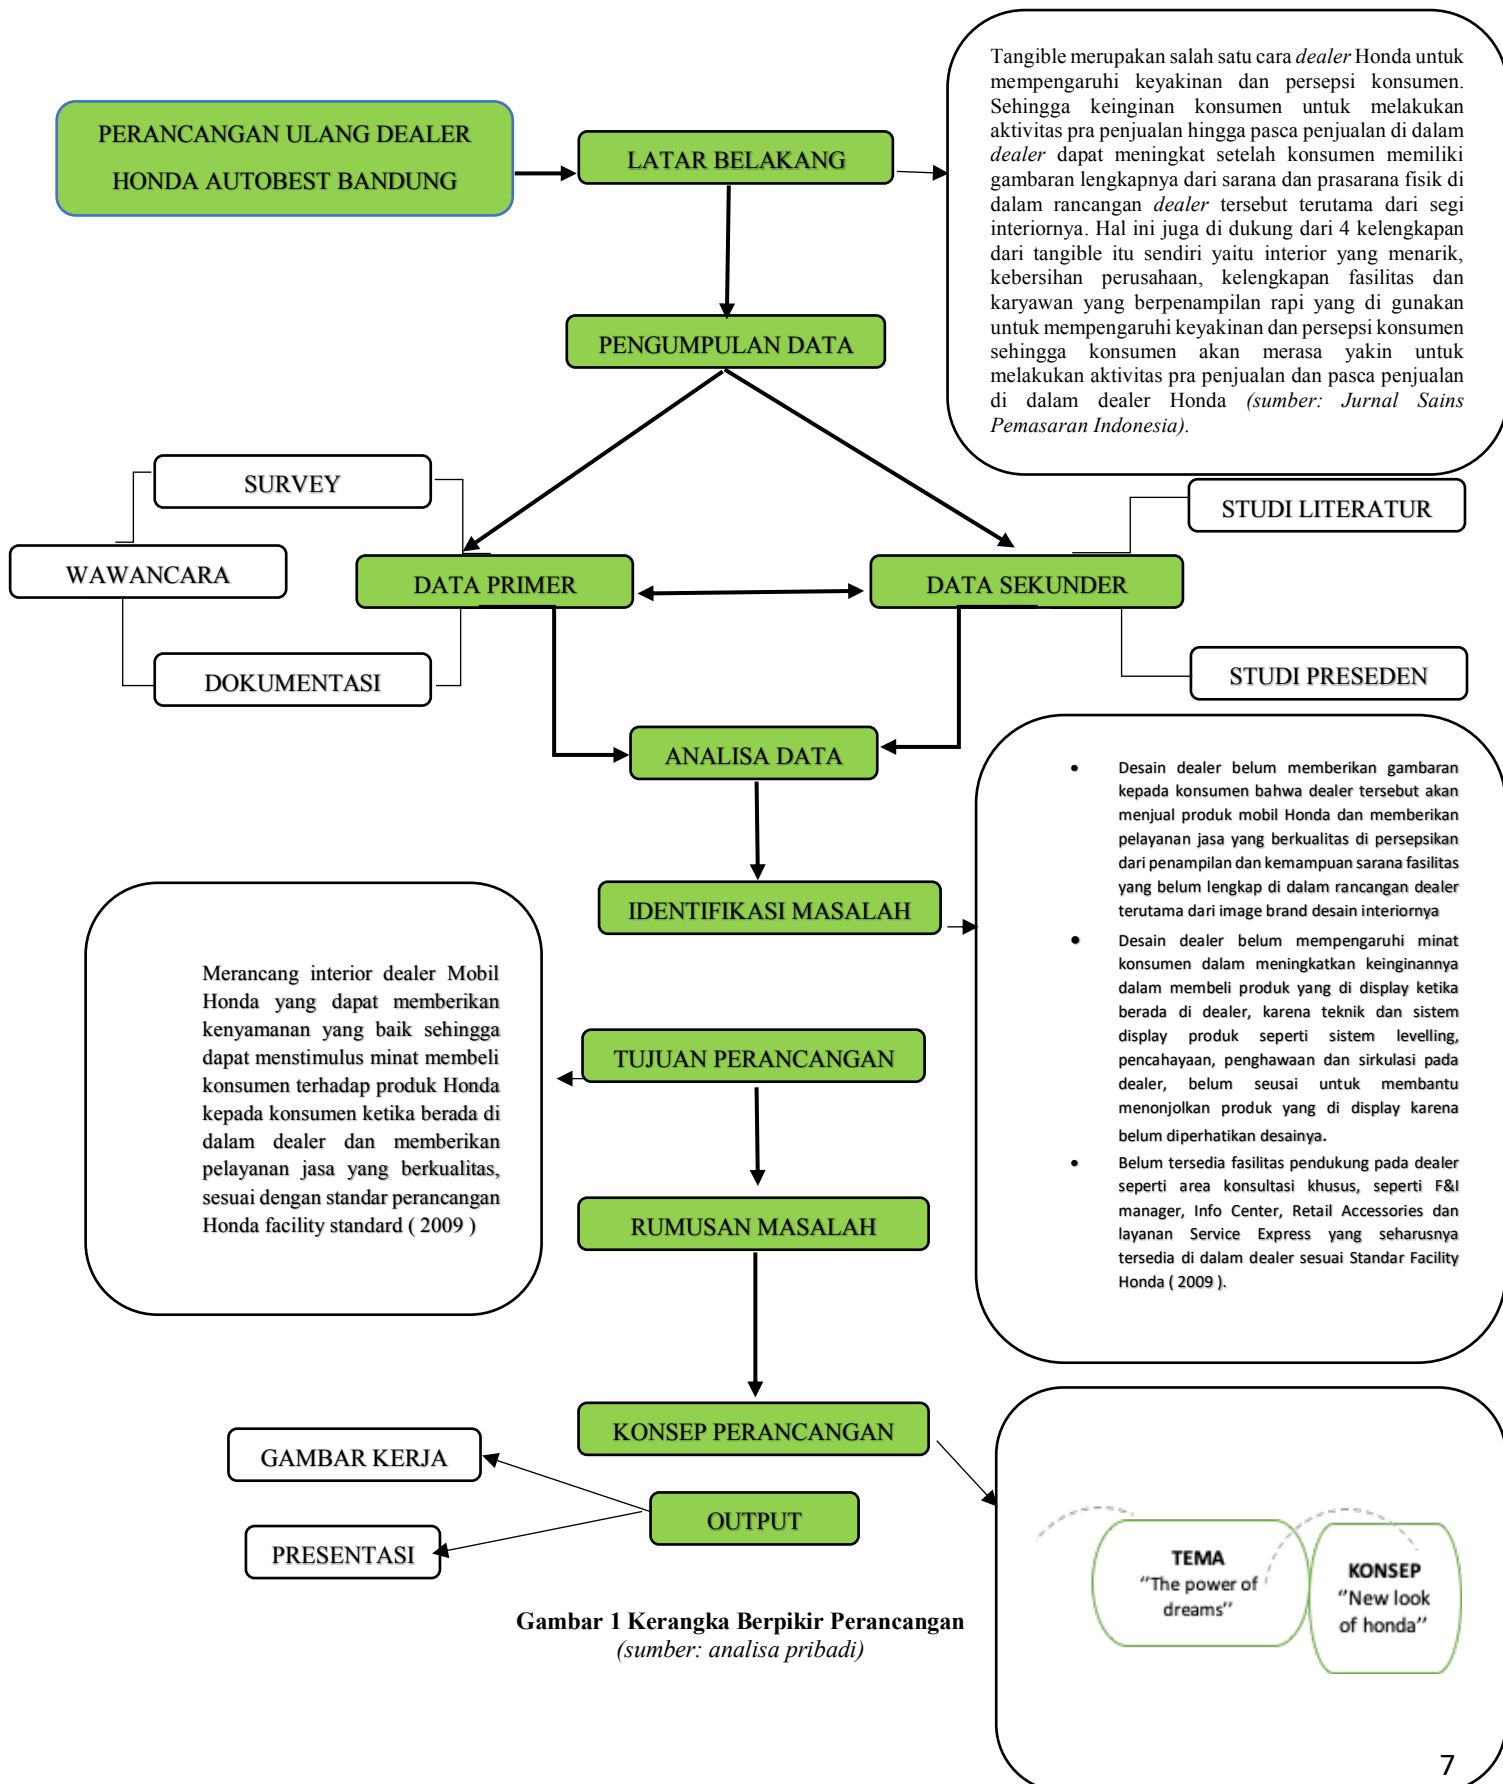 PERANCANGAN ULANG DEALER
HONDA AUTOBEST BANDUNG
LATAR BELAKANG
Tangible merupakan salah satu cara dealer Honda untuk
mempengaruhi keyakinan dan persepsi konsumen.
Sehingga keinginan konsumen untuk melakukan
aktivitas pra penjualan hingga pasca penjualan di dalam
dealer dapat meningkat setelah konsumen memiliki
gambaran lengkapnya dari sarana dan prasarana fisik di
dalam rancangan dealer tersebut terutama dari segi
interiornya. Hal ini juga di dukung dari 4 kelengkapan
dari tangible itu sendiri yaitu interior yang menarik,
kebersihan perusahaan, kelengkapan fasilitas dan
karyawan yang berpenampilan rapi yang di gunakan
untuk mempengaruhi keyakinan dan persepsi konsumen
sehingga konsumen akan merasa yakin untuk
melakukan aktivitas pra penjualan dan pasca penjualan
di dalam dealer Honda (sumber: Jurnal Sains
Pemasaran Indonesia).
PENGUMPULAN DATA
SURVEY
WAWANCARA
DOKUMENTASI
DATA PRIMER
DATA SEKUNDER
STUDI LITERATUR
STUDI PRESEDEN
ANALISA DATA
IDENTIFIKASI MASALAH
• Desain dealer belum memberikan gambaran
kepada konsumen bahwa dealer tersebut akan
menjual produk mobil Honda dan memberikan
pelayanan jasa yang berkualitas di persepsikan
dari penampilan dan kemampuan sarana fasilitas
yang belum lengkap di dalam rancangan dealer
terutama dari image brand desain interiornya
• Desain dealer belum mempengaruhi minat
konsumen dalam meningkatkan keinginannya
dalam membeli produk yang di display ketika
berada di dealer, karena teknik dan sistem
display produk seperti sistem levelling,
pencahayaan, penghawaan dan sirkulasi pada
dealer, belum seusai untuk membantu
menonjolkan produk yang di display karena
belum diperhatikan desainya.
• Belum tersedia fasilitas pendukung pada dealer
seperti area konsultasi khusus, seperti F&I
manager, Info Center, Retail Accessories dan
layanan Service Express yang seharusnya
tersedia di dalam dealer sesuai Standar Facility
Honda ( 2009 ).
TUJUAN PERANCANGAN
Merancang interior dealer Mobil
Honda yang dapat memberikan
kenyamanan yang baik sehingga
dapat menstimulus minat membeli
konsumen terhadap produk Honda
kepada konsumen ketika berada di
dalam dealer dan memberikan
pelayanan jasa yang berkualitas,
sesuai dengan standar perancangan
Honda facility standard ( 2009 )
RUMUSAN MASALAH
KONSEP PERANCANGAN
GAMBAR KERJA
OUTPUT
PRESENTASI
TEMA
"The power of
dreams"
KONSEP
"New look
of honda"
Gambar 1 Kerangka Berpikir Perancangan
(sumber: analisa pribadi)
7